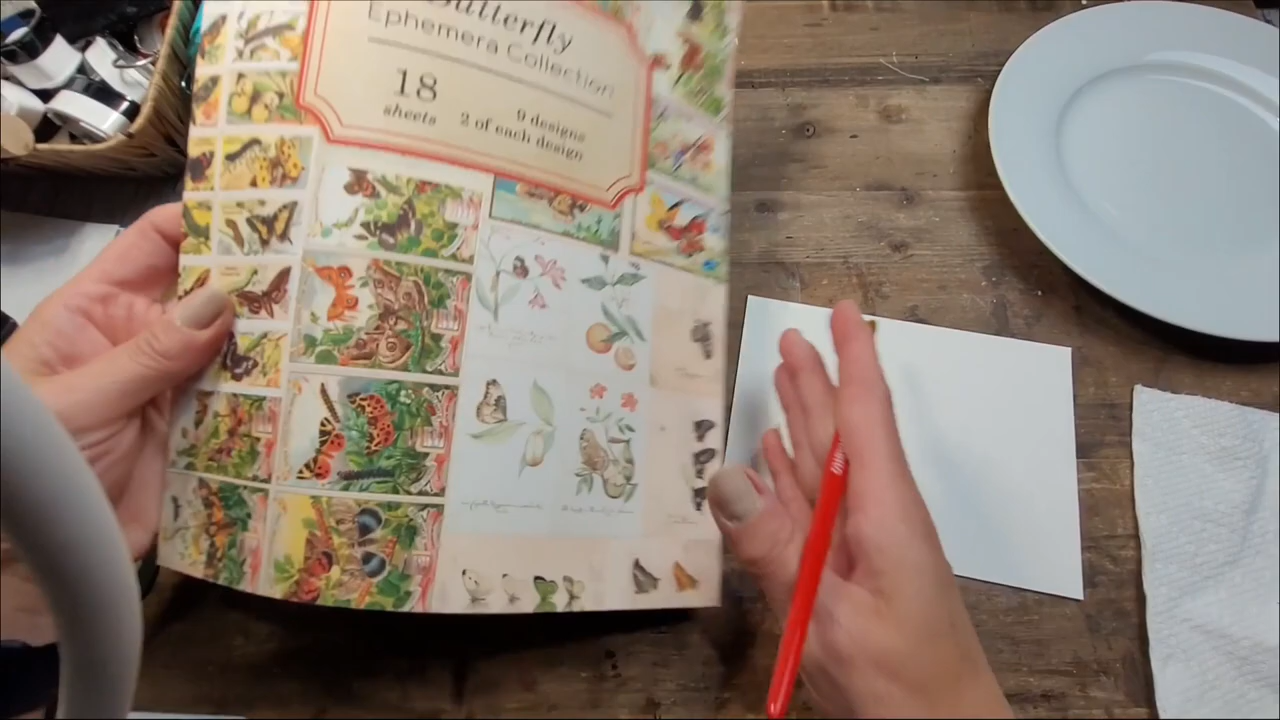 Butterfly
Ephemera Collection
18
sheets
9 designs
2 of each design